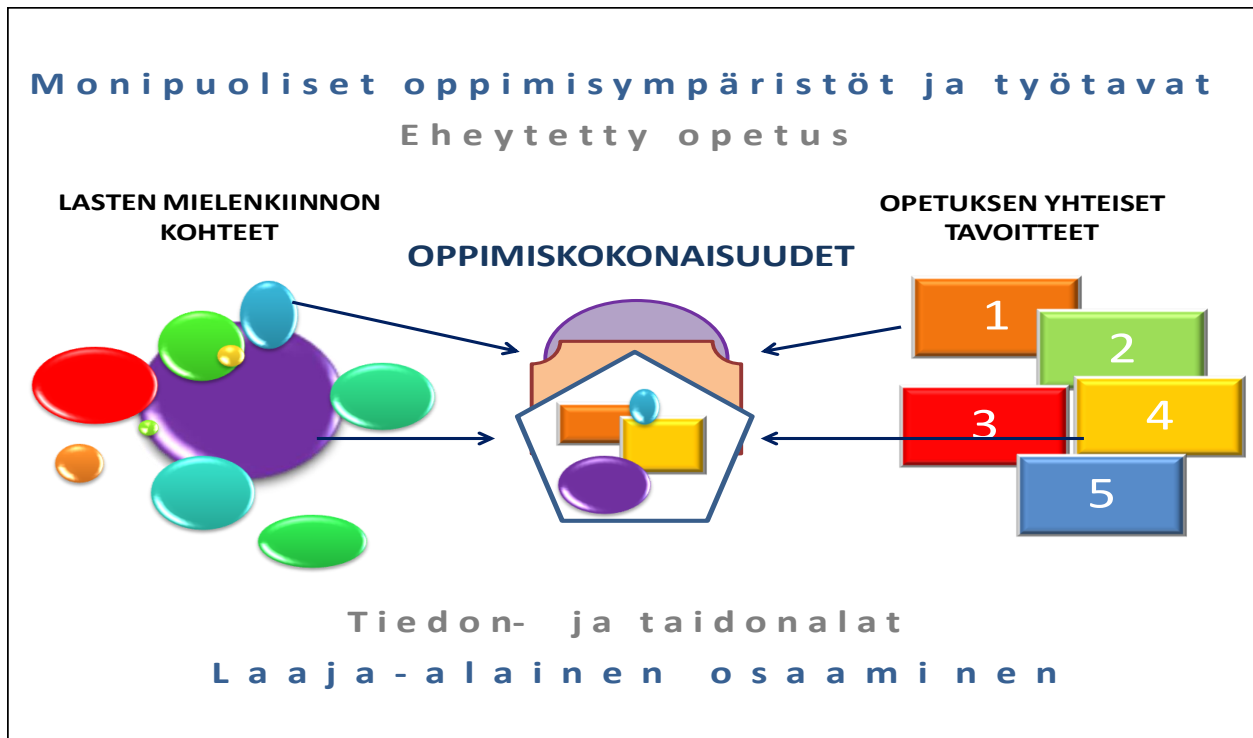 Monipuoliset oppimisympäristöt ja työtavat
Eheytetty opetus
LASTEN MIELENKIINNON
KOHTEET
OPPIMISKOKONAISUUDET
OPETUKSEN YHTEISET
TAVOITTEET
1
2
3
4
5
Tiedon- ja taidonalat
Laaja-alainen osaaminen